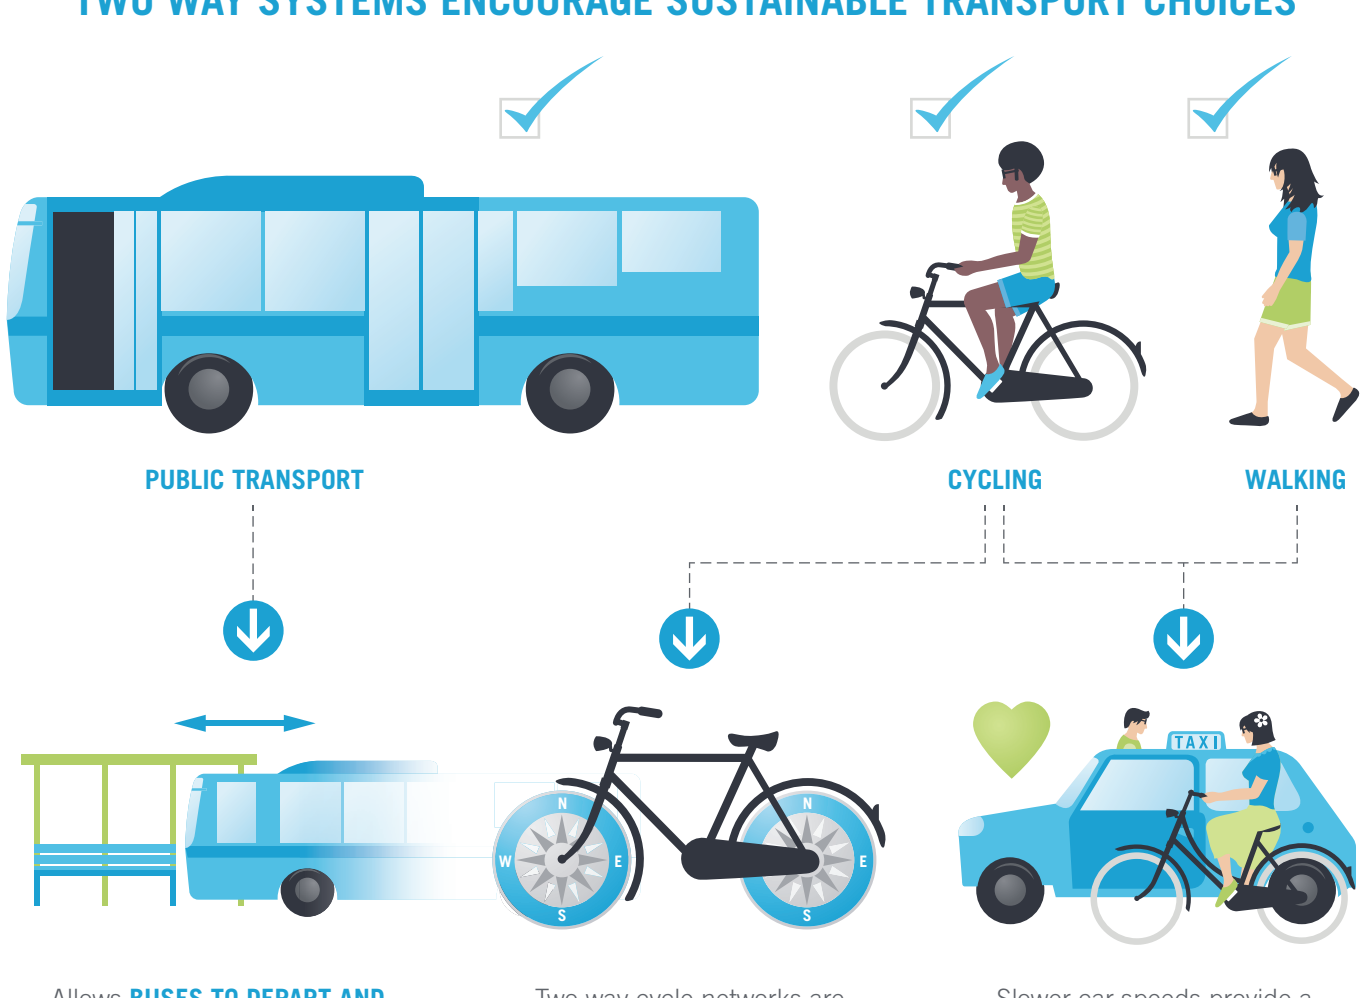 TWO WAY SYSTEMS ENCOURAGE SUSTAINABLE TRANSPORT CHOICES
PUBLIC TRANSPORT
CYCLING
WALKING
TAXI
N
W
E
S
N
E
S
Allows BUSES TO DEPART AND
Two way cycle networks are
Slower car speeds provide a